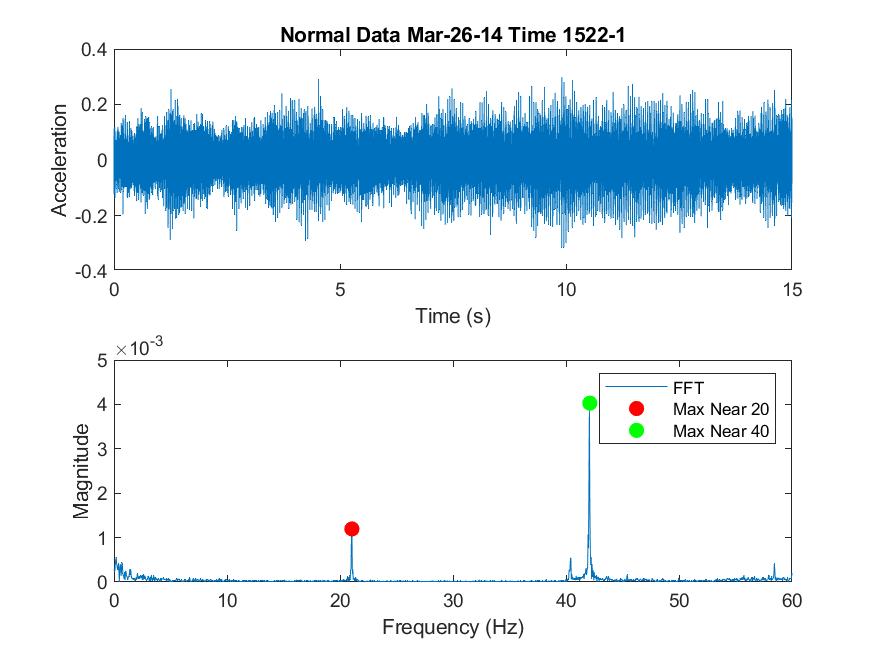 Normal Data Mar-26-14 Time 1522-1
0.4
0.2
0
-0.2
-0.4
Acceleration
0 5 10 15
Time (s)
×10-3
5
4
3
2
1
0
Magnitude
FFT
Max Near 20
Max Near 40
0 10 20 30 40 50 60
Frequency (Hz)